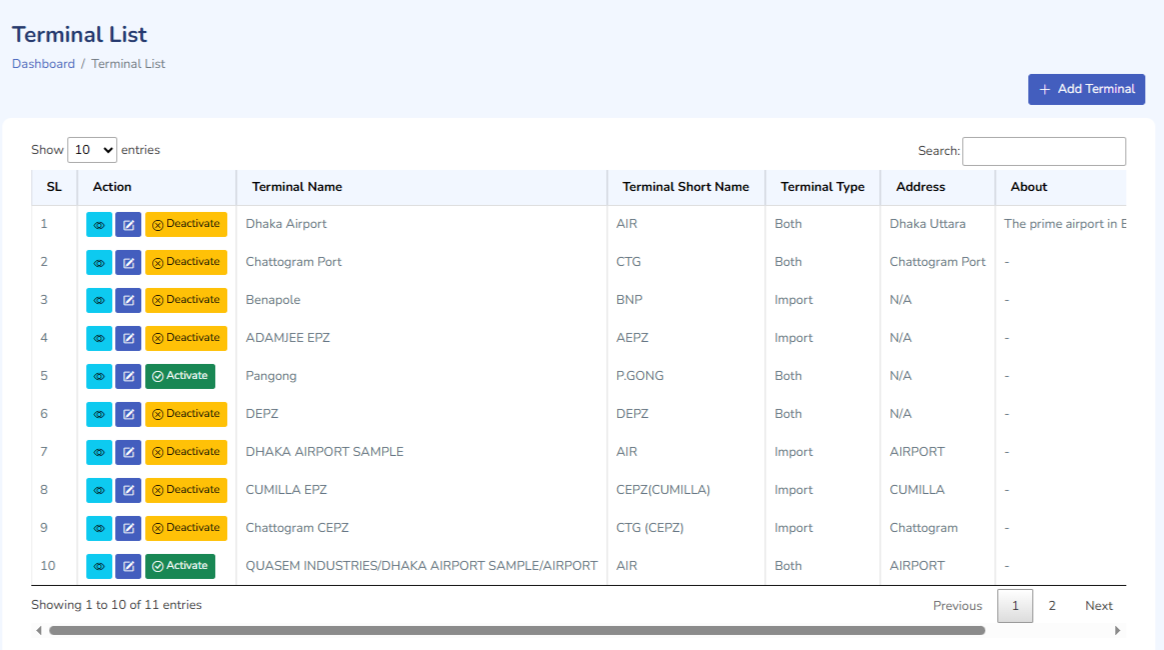 Terminal List
Dashboard / Terminal List
+ Add Terminal
Show 10 entries Search:
SL Action Terminal Name Terminal Short Name Terminal Type Address About
1 Deactivate Dhaka Airport AIR Both Dhaka Uttara The prime airport in
2 Deactivate Chattogram Port CTG Both Chattogram Port -
3 Deactivate Benapole BNP Import N/A -
4 Deactivate ADAMJEE EPZ AEPZ Import N/A -
5 Activate Pangong P.GONG Both N/A -
6 Deactivate DEPZ DEPZ Both N/A -
7 Deactivate DHAKA AIRPORT SAMPLE AIR Import AIRPORT -
8 Deactivate CUMILLA EPZ CEPZ(CUMILLA) Import CUMILLA -
9 Deactivate Chattogram CEPZ CTG (CEPZ) Import Chattogram -
10 Activate QUASEM INDUSTRIES/DHAKA AIRPORT SAMPLE/AIRPORT AIR Both AIRPORT -
Showing 1 to 10 of 11 entries Previous 1 2 Next